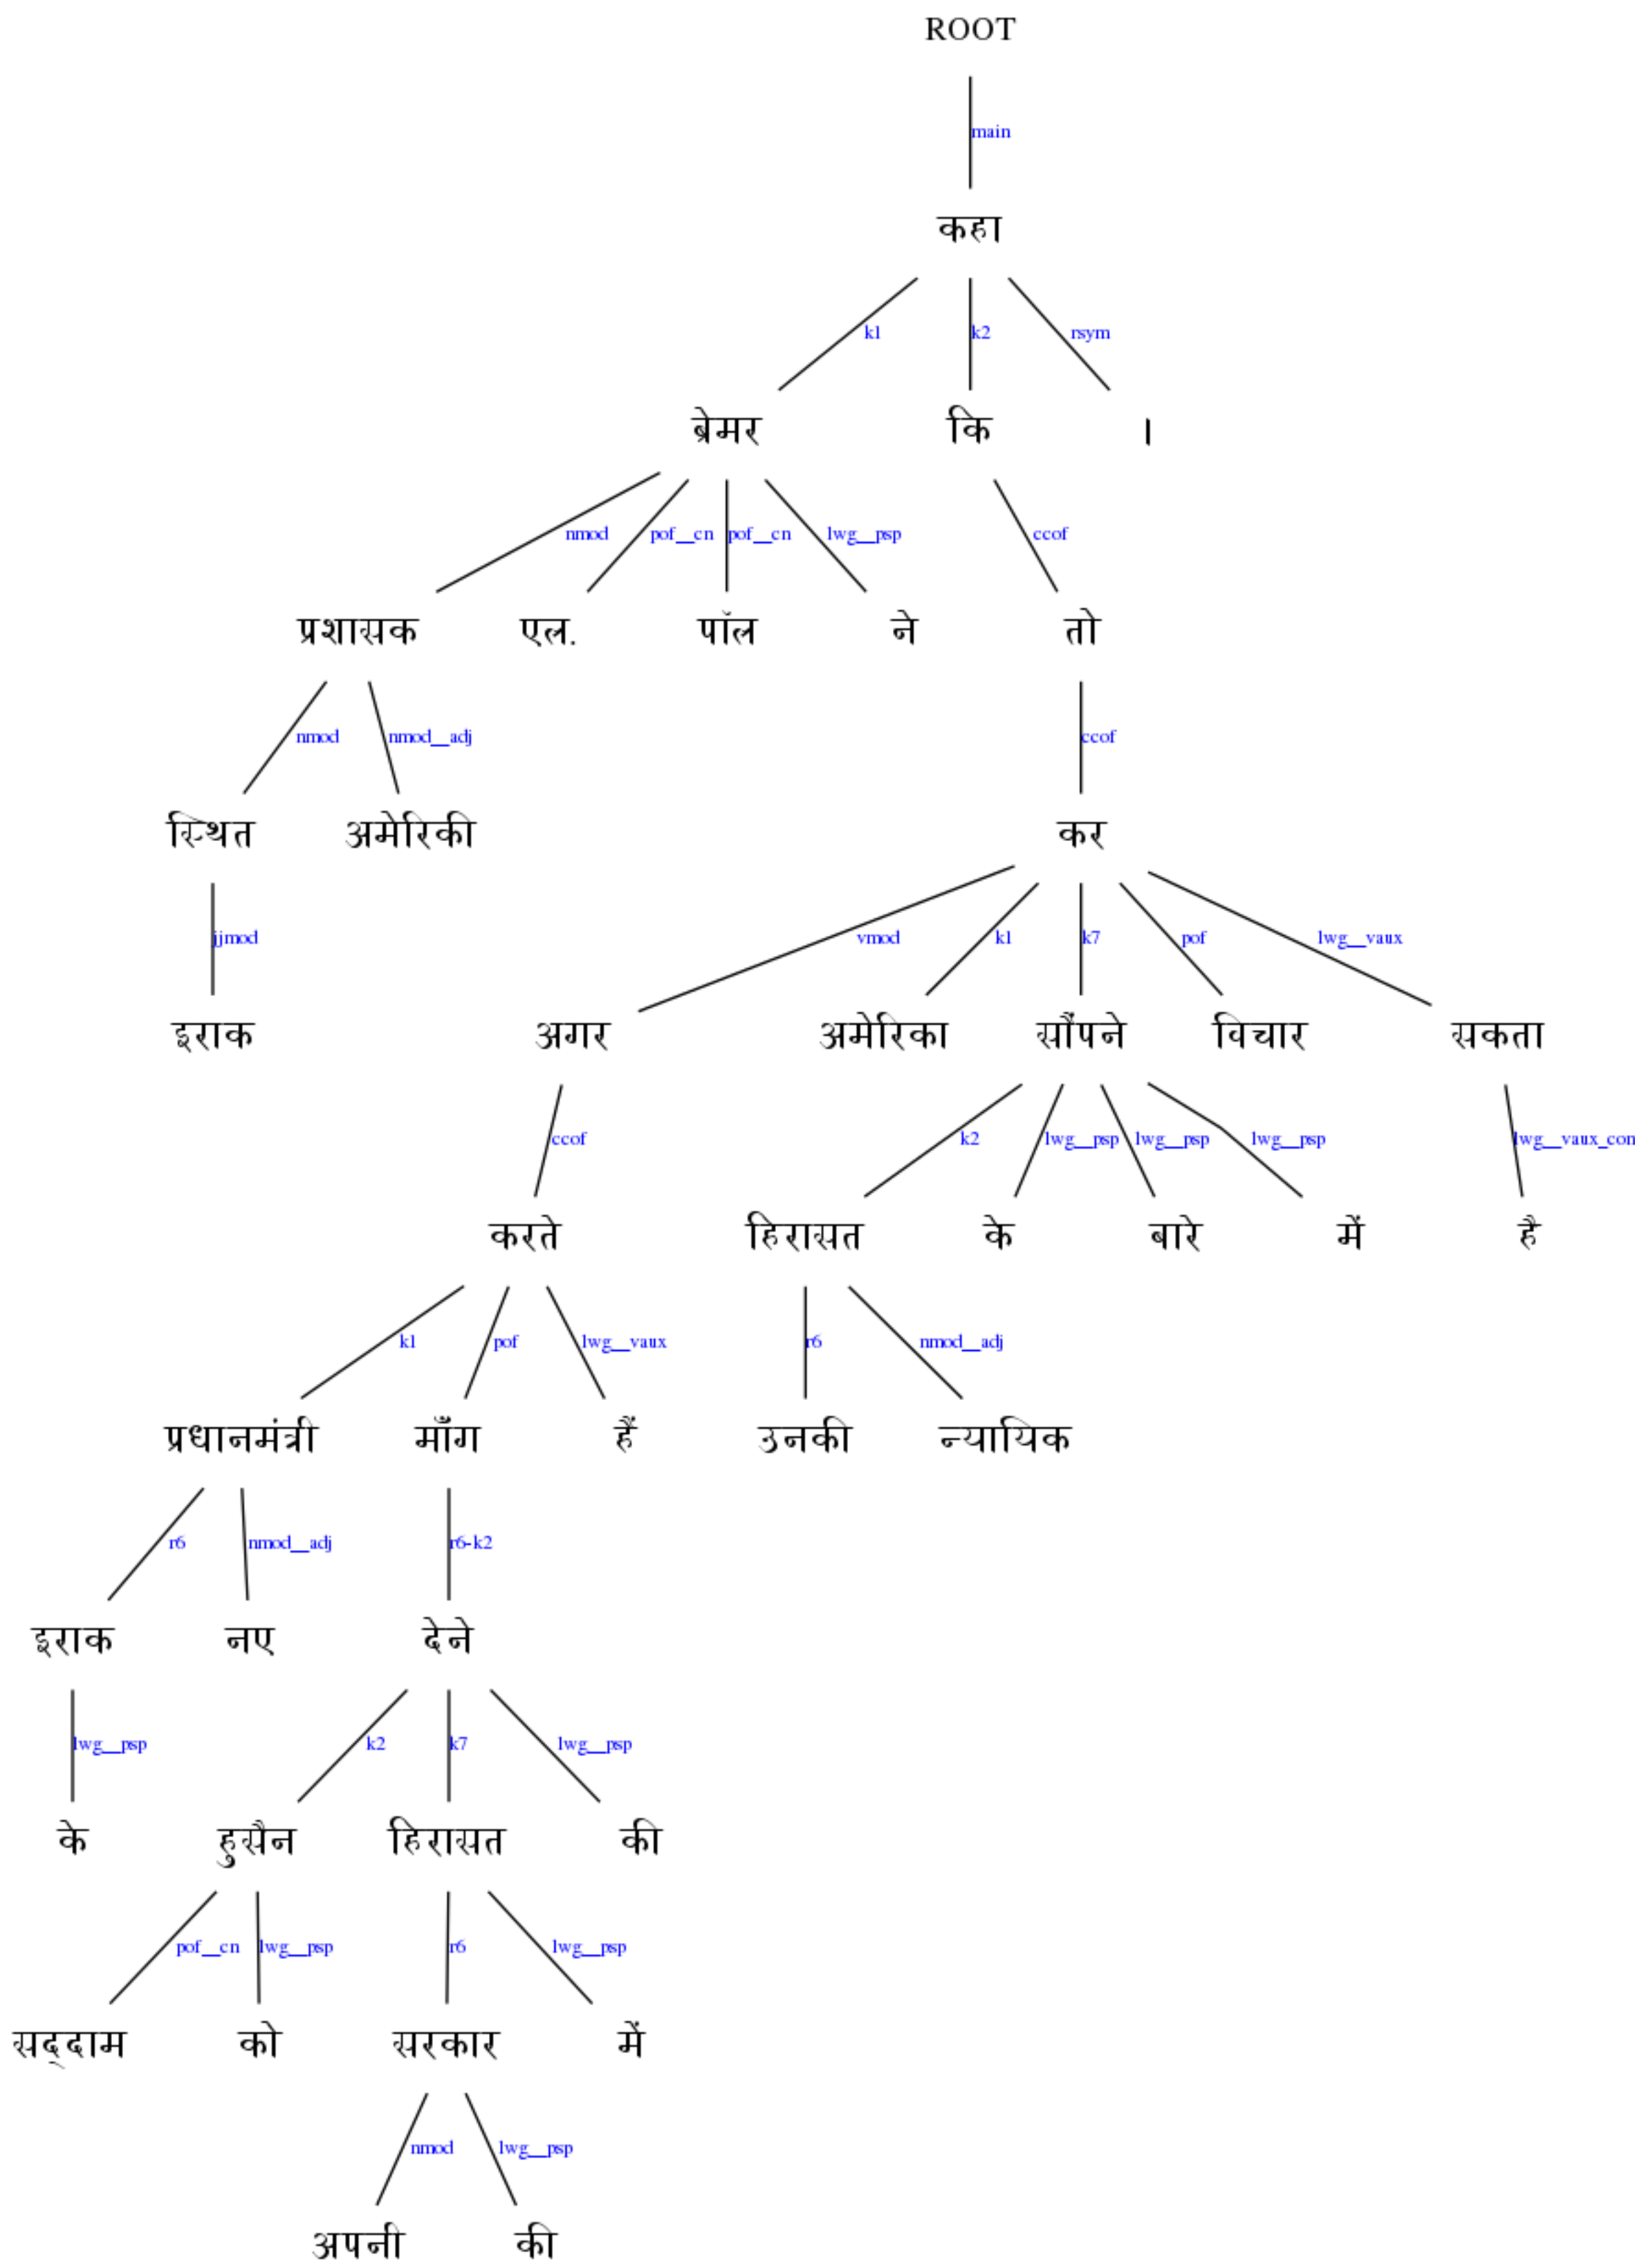 ROOT
main
कहा
k1 k2 rsym
ब्रेमर कि ।
nmod pof__cn pof__cn lwg__psp ccof
प्रशासक एल. पॉल ने तो
nmod nmod__adj ccof
स्थित अमेरिकी कर
jjmod vmod k1 k7 pof lwg__vaux
इराक अगर अमेरिका सौंपने विचार सकता
ccof k2 lwg__psp lwg__psp lwg__psp lwg__vaux_con
करते हिरासत के बारे में है
k1 pof lwg__vaux r6 nmod__adj
प्रधानमंत्री माँग हैं उनकी न्यायिक
r6 nmod__adj r6-k2
इराक नए देने
lwg__psp k2 k7 lwg__psp
के हुसैन हिरासत की
pof__cn lwg__psp r6 lwg__psp
सद्दाम को सरकार में
nmod lwg__psp
अपनी की